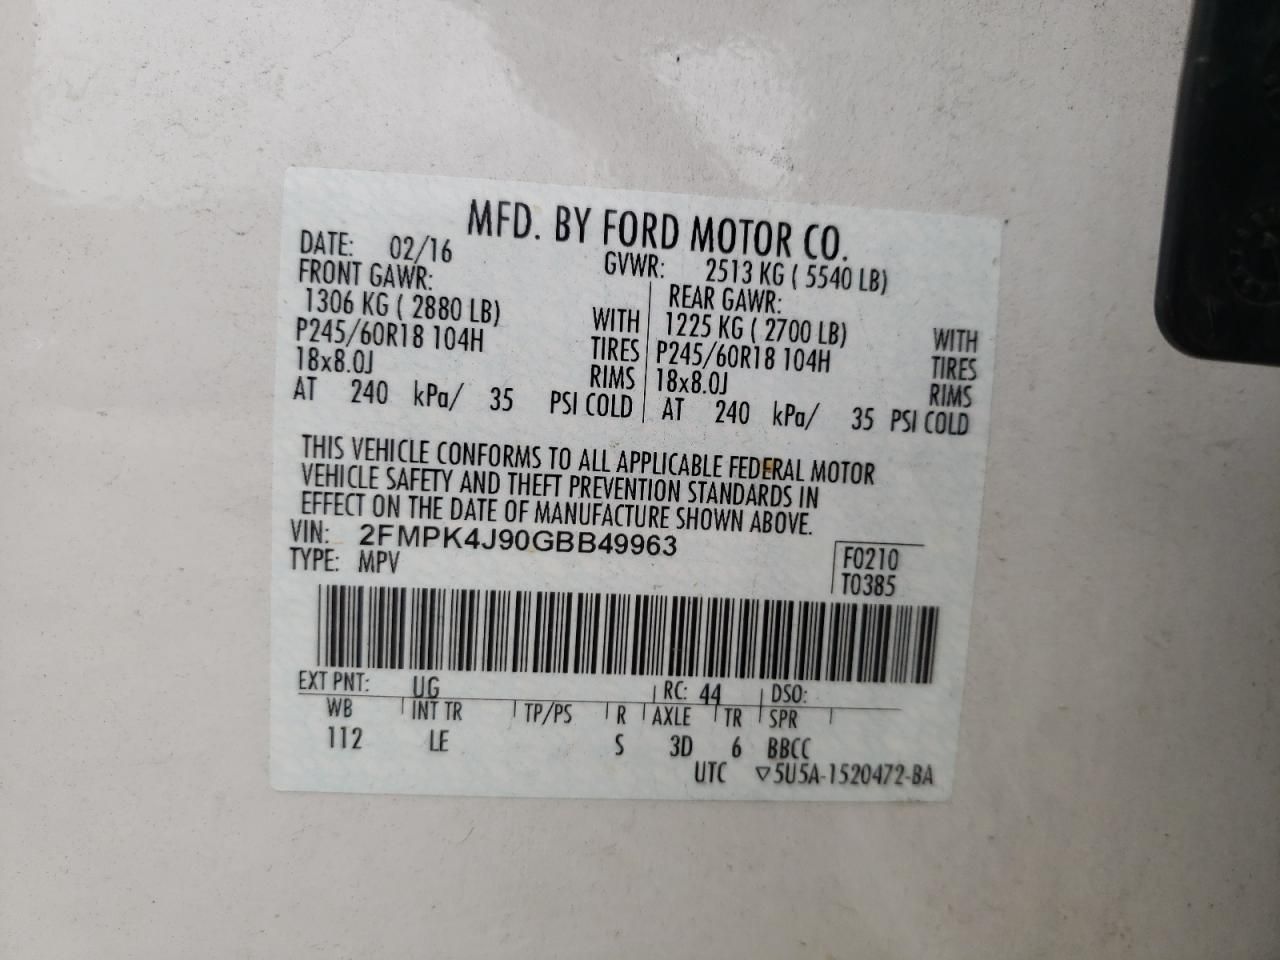 MFD. BY FORD MOTOR CO.
DATE: 02/16 GVWR: 2513 KG ( 5540 LB)
FRONT GAWR: REAR GAWR:
1306 KG ( 2880 LB) WITH 1225 KG ( 2700 LB) WITH
P245/60R18 104H TIRES P245/60R18 104H TIRES
18x8.0J RIMS 18x8.0J RIMS
AT 240 kPa/ 35 PSI COLD AT 240 kPa/ 35 PSI COLD
THIS VEHICLE CONFORMS TO ALL APPLICABLE FEDERAL MOTOR
VEHICLE SAFETY AND THEFT PREVENTION STANDARDS IN
EFFECT ON THE DATE OF MANUFACTURE SHOWN ABOVE.
VIN: 2FMPK4J90GBB49963 F0210
TYPE: MPV T0385
EXT PNT: UG RC: 44 DSO:
WB INT TR TP/PS R AXLE TR SPR
112 LE S 3D 6 BBCC
UTC ▽5U5A-1520472-BA